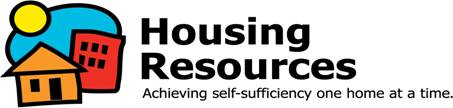 Housing
Resources
Achieving self-sufficiency one home at a time.